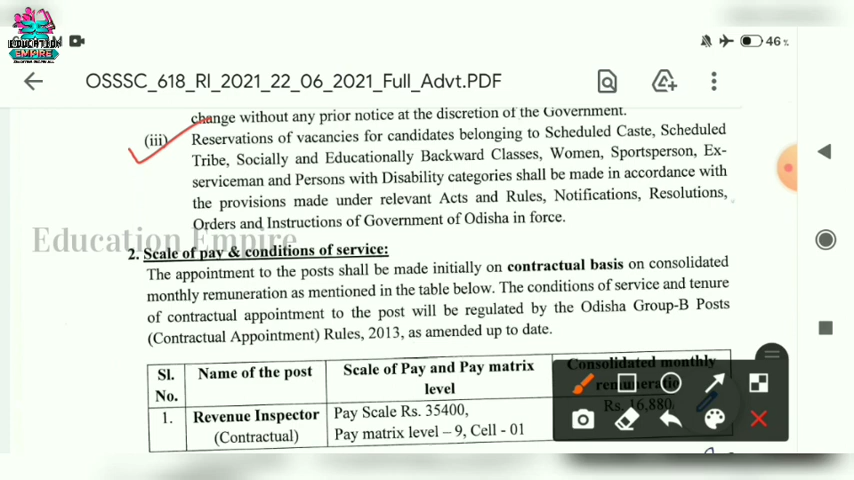 EDUCATION
EMPIRE
46%
OSSSC_618_RI_2021_22_06_2021_Full_Advt.PDF
change without any prior notice at the discretion of the Government.
(iii) Reservations of vacancies for candidates belonging to Scheduled Caste, Scheduled
Tribe, Socially and Educationally Backward Classes, Women, Sportsperson, Ex-
serviceman and Persons with Disability categories shall be made in accordance with
the provisions made under relevant Acts and Rules, Notifications, Resolutions,
Orders and Instructions of Government of Odisha in force.
Education Empire
2. Scale of pay & conditions of service:
The appointment to the posts shall be made initially on contractual basis on consolidated
monthly remuneration as mentioned in the table below. The conditions of service and tenure
of contractual appointment to the post will be regulated by the Odisha Group-B Posts
(Contractual Appointment) Rules, 2013, as amended up to date.
Sl. No. Name of the post Scale of Pay and Pay matrix level Consolidated monthly remuneration
1. Revenue Inspector (Contractual) Pay Scale Rs. 35400, Rs. 16,880
Pay matrix level – 9, Cell - 01